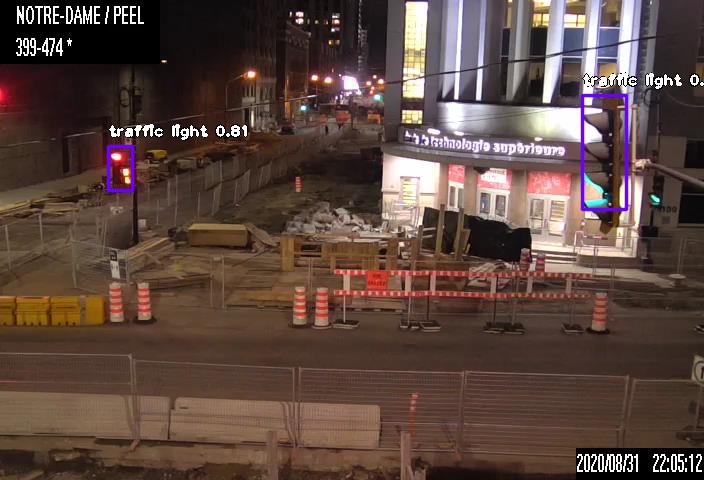 NOTRE-DAME / PEEL
399-474 *
traffic light 0.
traffic light 0.81
technologie supérieure
2020/08/31 22:05:12